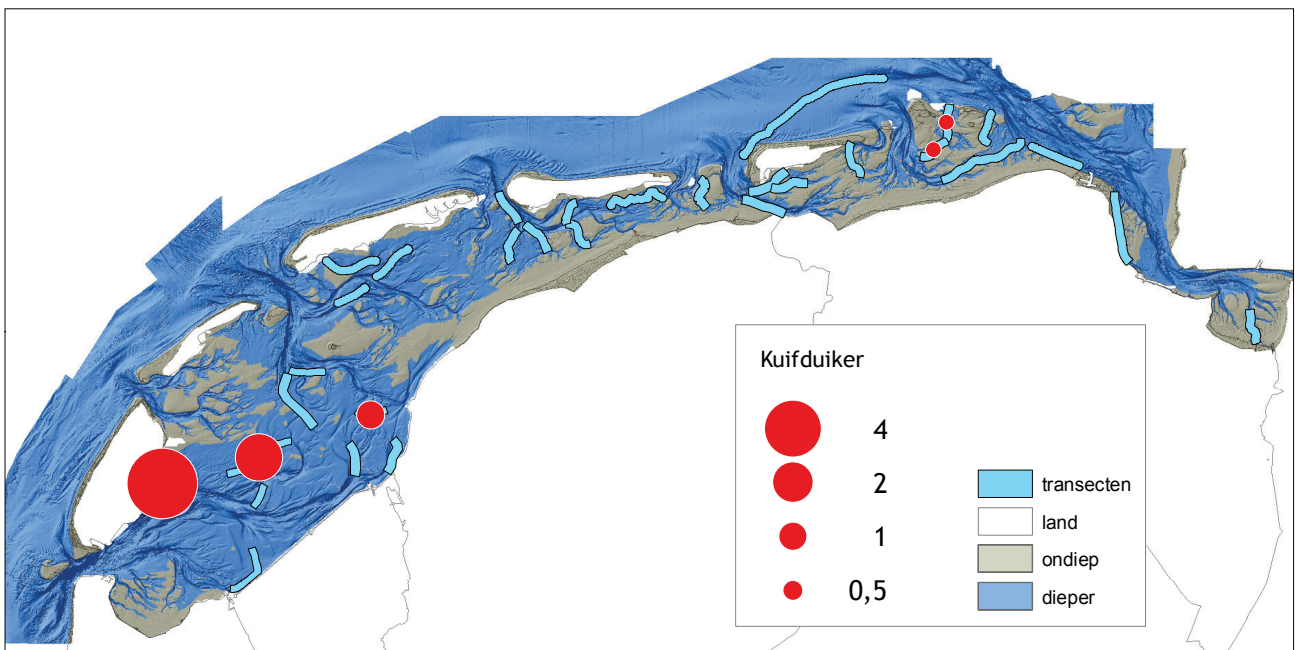 Kuifduiker
4
2
1
0,5
transecten
land
ondiep
dieper